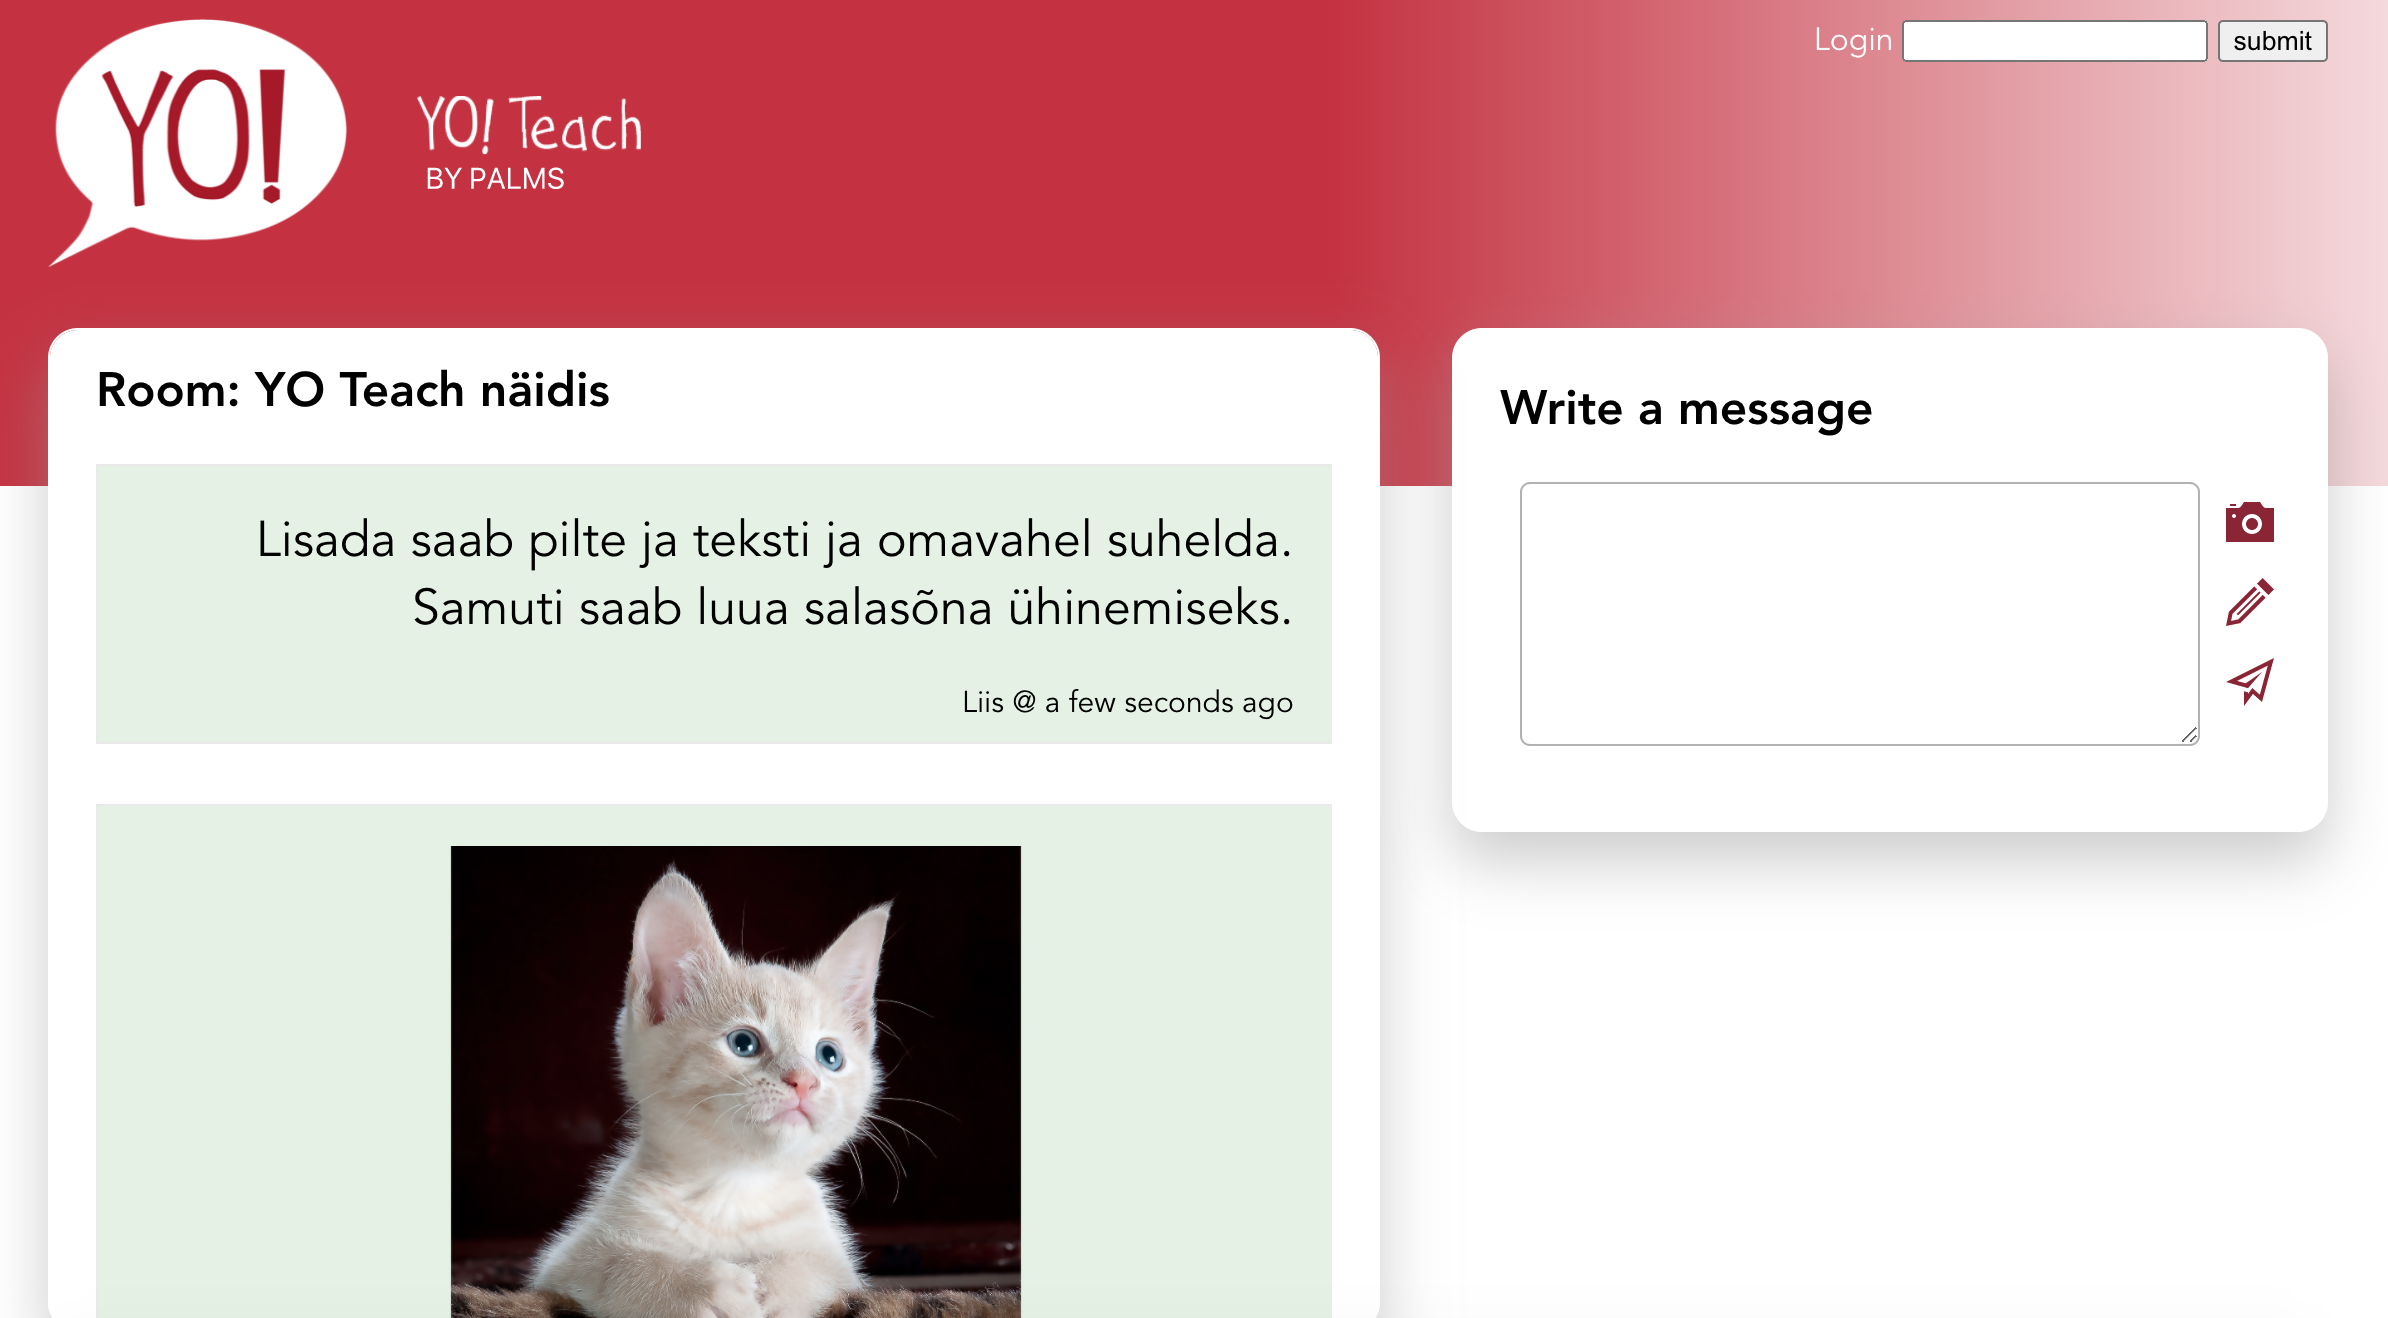 YO!
YO! Teach
BY PALMS
Login
submit
Room: YO Teach näidis
Lisada saab pilte ja teksti ja omavahel suhelda.
Samuti saab luua salasõna ühinemiseks.
Liis @ a few seconds ago
Write a message